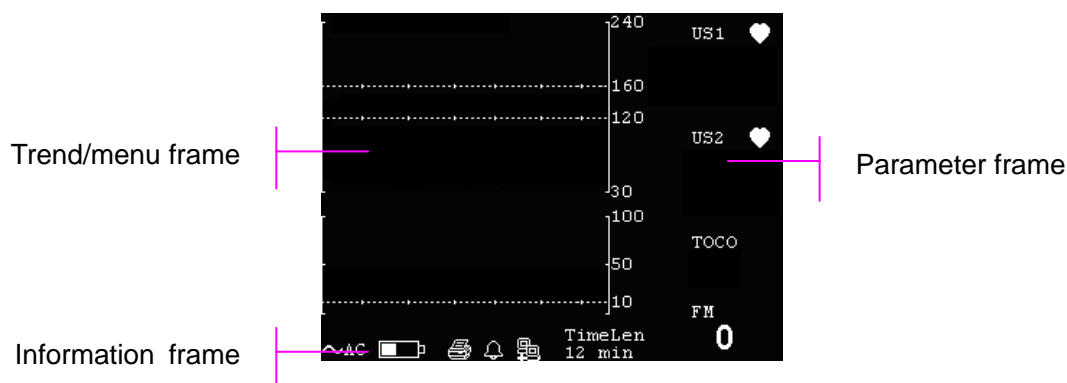 240
US1
160
120
Trend/menu frame
US2
Parameter frame
30
100
TOCO
50
10
FM
0
TimeLen
12 min
~AC
Information frame